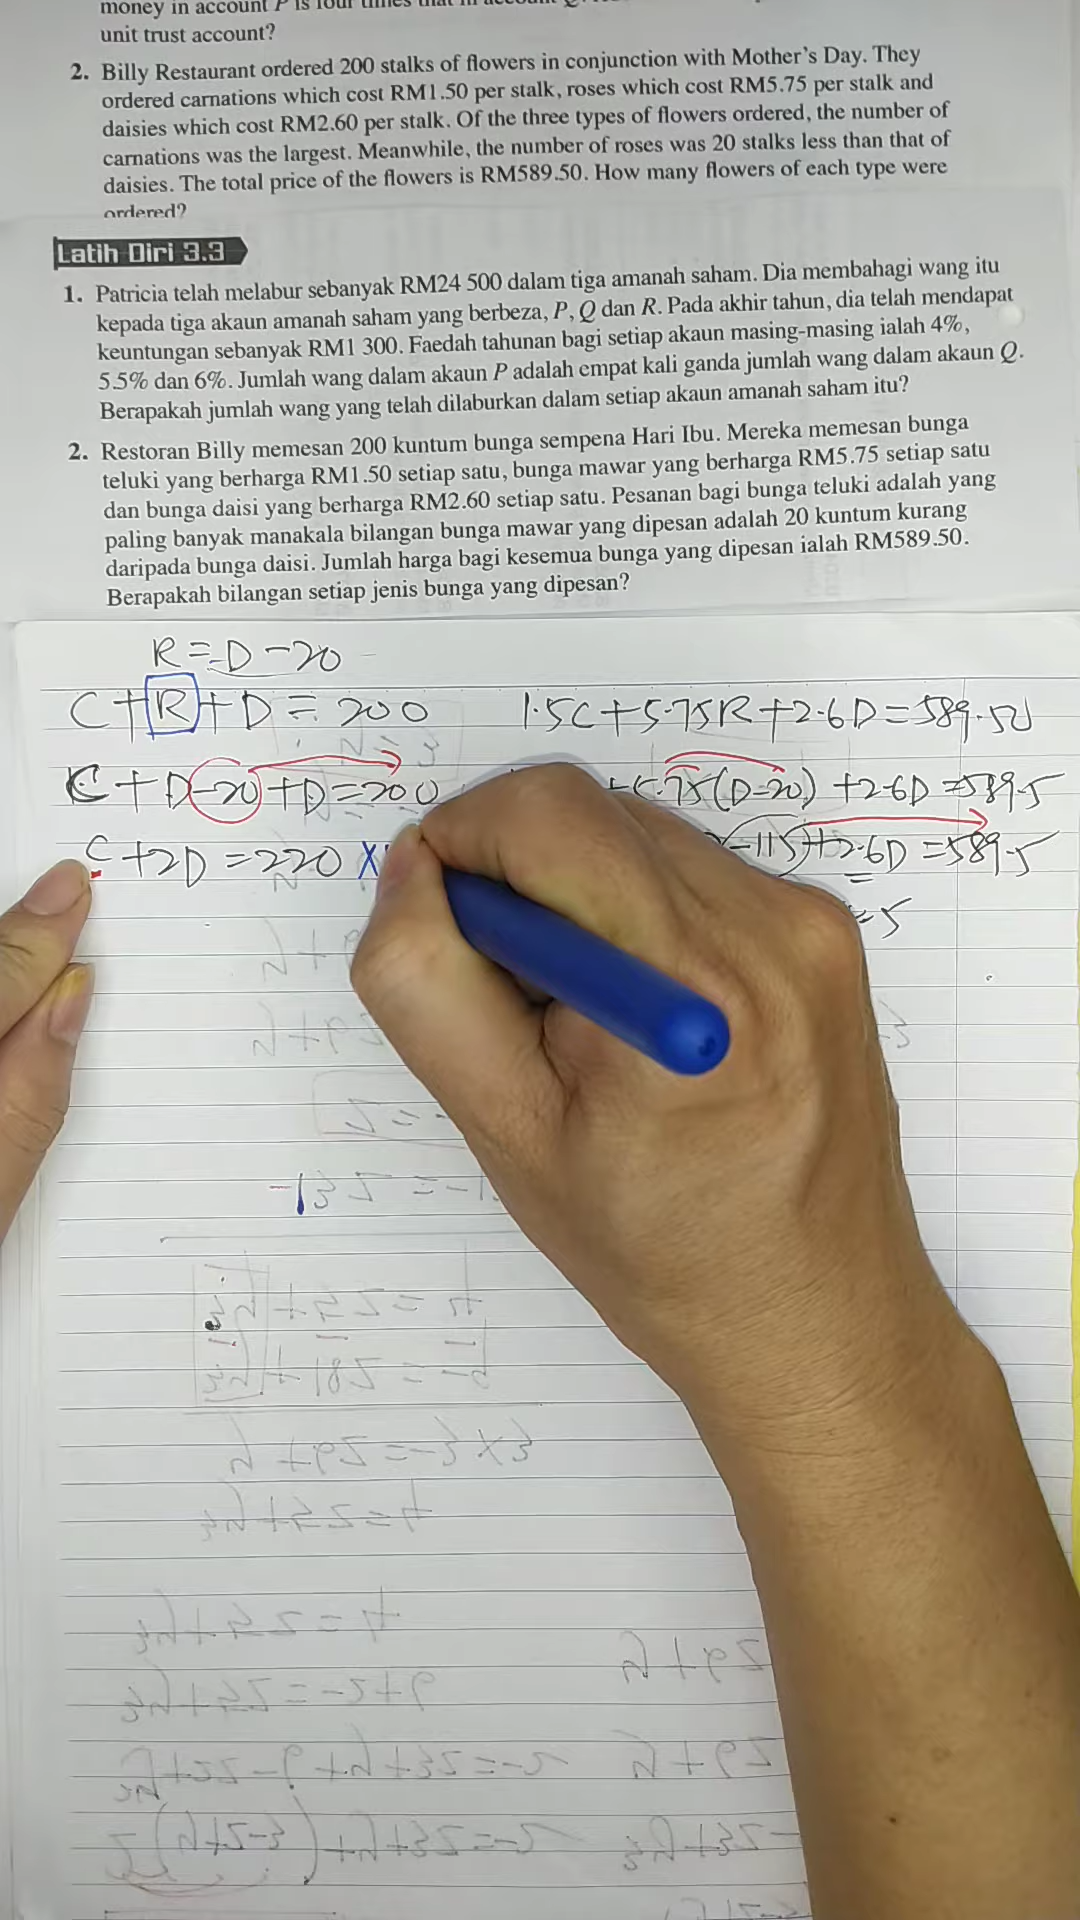 money in account P is four times that in account Q.
unit trust account?
2. Billy Restaurant ordered 200 stalks of flowers in conjunction with Mother's Day. They
ordered carnations which cost RM1.50 per stalk, roses which cost RM5.75 per stalk and
daisies which cost RM2.60 per stalk. Of the three types of flowers ordered, the number of
carnations was the largest. Meanwhile, the number of roses was 20 stalks less than that of
daisies. The total price of the flowers is RM589.50. How many flowers of each type were
ordered?
Latih Diri 3.3
1. Patricia telah melabur sebanyak RM24 500 dalam tiga amanah saham. Dia membahagi wang itu
kepada tiga akaun amanah saham yang berbeza, P, Q dan R. Pada akhir tahun, dia telah mendapat
keuntungan sebanyak RM1 300. Faedah tahunan bagi setiap akaun masing-masing ialah 4%,
5.5% dan 6%. Jumlah wang dalam akaun P adalah empat kali ganda jumlah wang dalam akaun Q.
Berapakah jumlah wang yang telah dilaburkan dalam setiap akaun amanah saham itu?
2. Restoran Billy memesan 200 kuntum bunga sempena Hari Ibu. Mereka memesan bunga
teluki yang berharga RM1.50 setiap satu, bunga mawar yang berharga RM5.75 setiap satu
dan bunga daisi yang berharga RM2.60 setiap satu. Pesanan bagi bunga teluki adalah yang
paling banyak manakala bilangan bunga mawar yang dipesan adalah 20 kuntum kurang
daripada bunga daisi. Jumlah harga bagi kesemua bunga yang dipesan ialah RM589.50.
Berapakah bilangan setiap jenis bunga yang dipesan?
R=D-20
C+R+D=200 1.5C+5.75R+2.6D=589.50
C+D-20+D=200 5.75(D-20)+2.6D=589.5
C+2D=220 X -115+2.6D=589.5